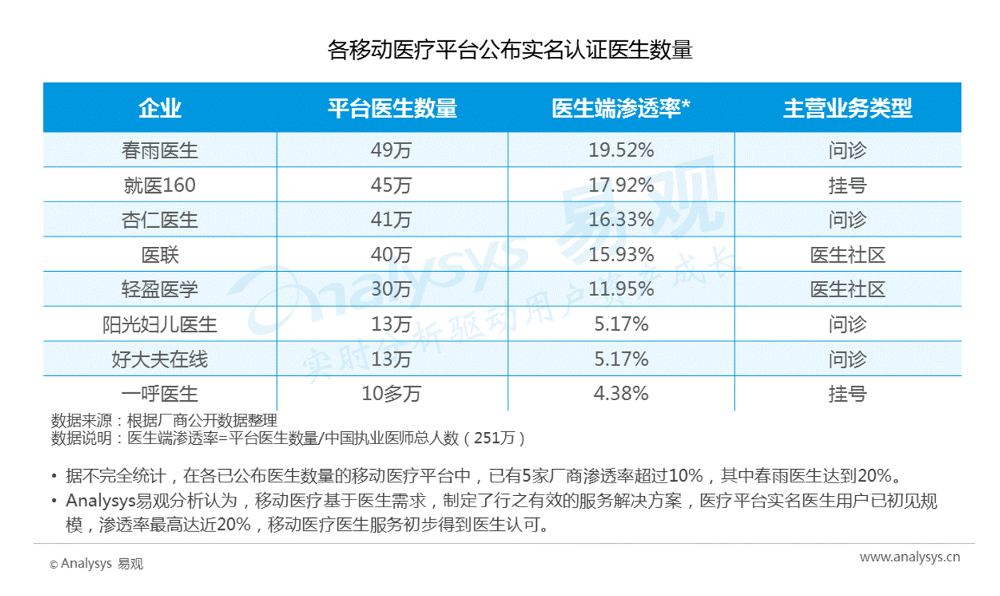 各移动医疗平台公布实名认证医生数量
企业 平台医生数量 医生端渗透率* 主营业务类型
春雨医生 49万 19.52% 问诊
就医160 45万 17.92% 挂号
杏仁医生 41万 16.33% 问诊
医联 40万 15.93% 医生社区
轻盈医学 30万 11.95% 医生社区
阳光妇儿医生 13万 5.17% 问诊
好大夫在线 13万 5.17% 问诊
一呼医生 10多万 4.38% 挂号
Analysys 易观
实时分析驱动用户资产成长
数据来源：根据厂商公开数据整理
数据说明：医生端渗透率=平台医生数量/中国执业医师总人数（251万）
• 据不完全统计，在各已公布医生数量的移动医疗平台中，已有5家厂商渗透率超过10%，其中春雨医生达到20%。
• Analysys易观分析认为，移动医疗基于医生需求，制定了行之有效的服务解决方案，医疗平台实名医生用户已初见规
模，渗透率最高达近20%，移动医疗医生服务初步得到医生认可。
© Analysys 易观
www.analysys.cn